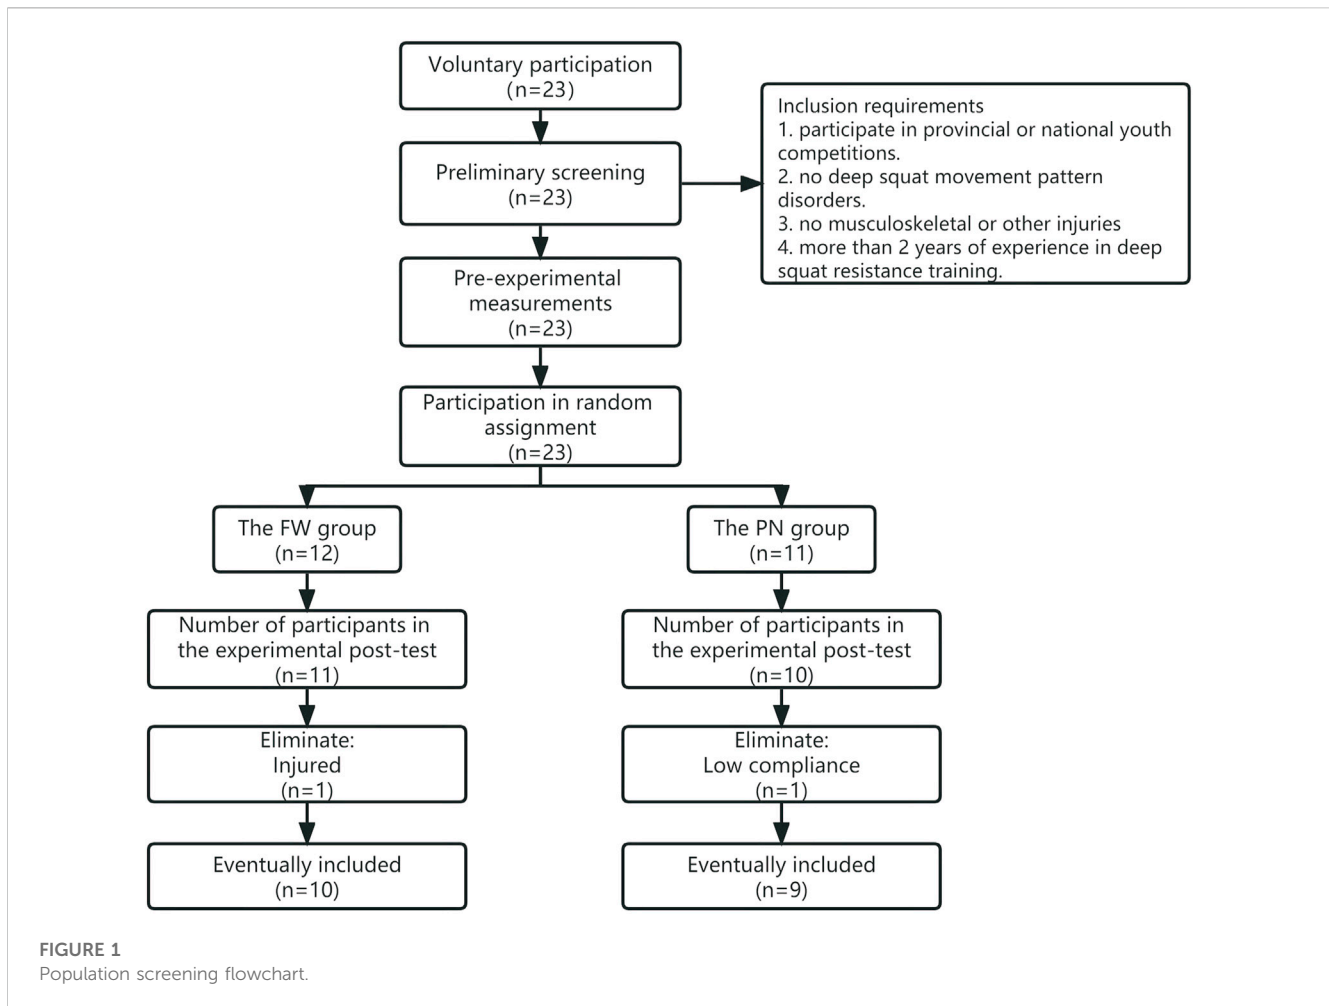 Voluntary participation
(n=23)
Preliminary screening
(n=23)
Inclusion requirements
1. participate in provincial or national youth
competitions.
2. no deep squat movement pattern
disorders.
3. no musculoskeletal or other injuries
4. more than 2 years of experience in deep
squat resistance training.
Pre-experimental
measurements
(n=23)
Participation in random
assignment
(n=23)
The FW group
(n=12)
The PN group
(n=11)
Number of participants in
the experimental post-test
(n=11)
Number of participants in
the experimental post-test
(n=10)
Eliminate:
Injured
(n=1)
Eliminate:
Low compliance
(n=1)
Eventually included
(n=10)
Eventually included
(n=9)
FIGURE 1
Population screening flowchart.